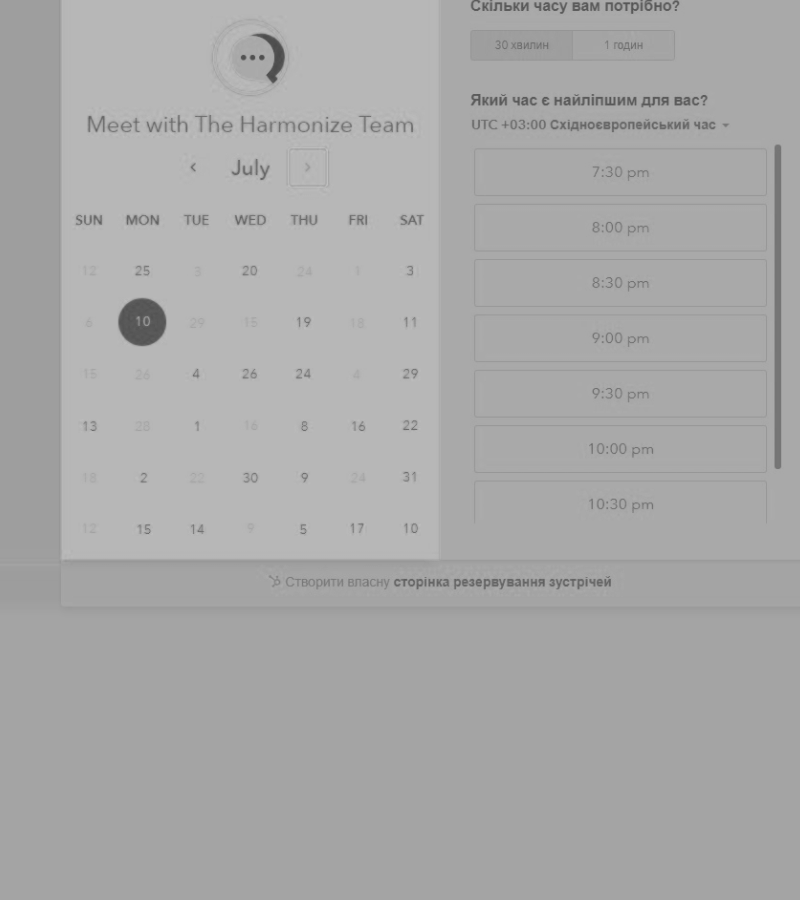 Meet with The Harmonize Team
July
SUN MON TUE WED THU FRI SAT
12 25 3 20 24 1 3
6 10 29 15 19 18 11
15 26 4 26 24 4 29
13 28 1 16 8 16 22
18 2 22 30 9 24 31
12 15 14 9 5 17 10
Скільки часу вам потрібно?
30 хвилин 1 годин
Який час є найліпшим для вас?
UTC +03:00 Східноєвропейський час
7:30 pm
8:00 pm
8:30 pm
9:00 pm
9:30 pm
10:00 pm
10:30 pm
Створити власну сторінка резервування зустрічей